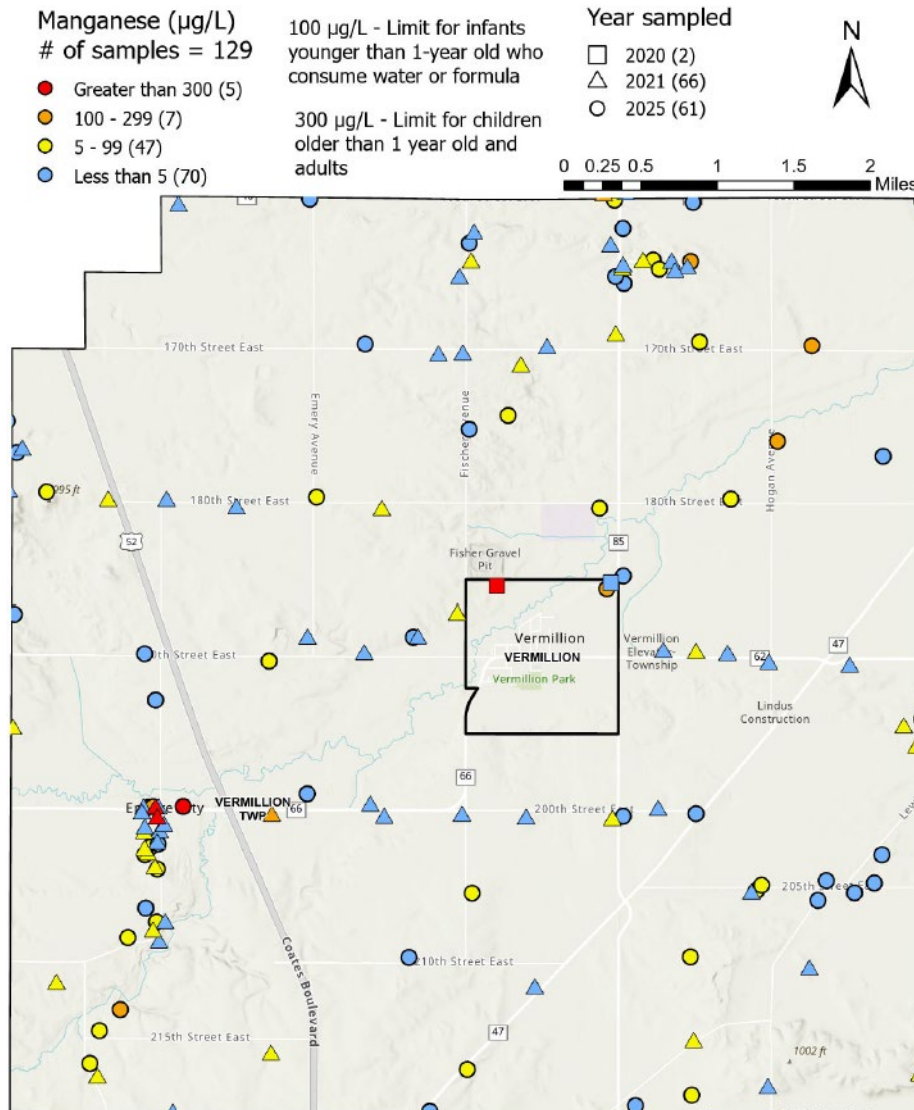 Manganese (µg/L)
# of samples = 129
Greater than 300 (5)
100 - 299 (7)
5 - 99 (47)
Less than 5 (70)
100 µg/L - Limit for infants
younger than 1-year old who
consume water or formula
300 µg/L - Limit for children
older than 1 year old and
adults
Year sampled
2020 (2)
2021 (66)
2025 (61)
N
0 0.25 0.5 1 1.5 2
Miles
170th Street East
170th Street East
Emery Avenue
Fischer Avenue
Hogan Avenue
995 ft
180th Street East
180th Street East
52
85
Fisher Gravel
Pit
Vermillion
VERMILLION
Vermillion Park
Vermillion
Township
62
47
Lindus
Construction
66
VERMILLION
TWP
66
200th Street East
205th Street
Coates Boulevard
210th Street East
47
215th Street East
1002 ft